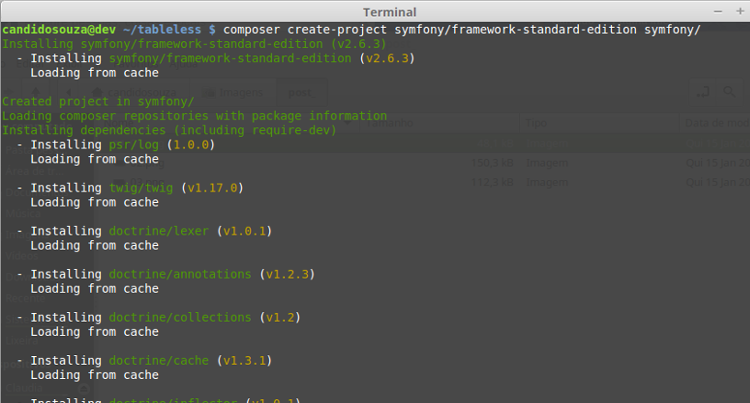 Terminal
candidosouza@dev ~/tableless $ composer create-project symfony/framework-standard-edition symfony/
Installing symfony/framework-standard-edition (v2.6.3)
- Installing symfony/framework-standard-edition (v2.6.3)
Loading from cache
Created project in symfony/
Loading composer repositories with package information
Installing dependencies (including require-dev)
- Installing psr/log (1.0.0)
Loading from cache
- Installing twig/twig (v1.17.0)
Loading from cache
- Installing doctrine/lexer (v1.0.1)
Loading from cache
- Installing doctrine/annotations (v1.2.3)
Loading from cache
- Installing doctrine/collections (v1.2)
Loading from cache
- Installing doctrine/cache (v1.3.1)
Loading from cache
- Installing doctrine/inflector (v1.0.1)